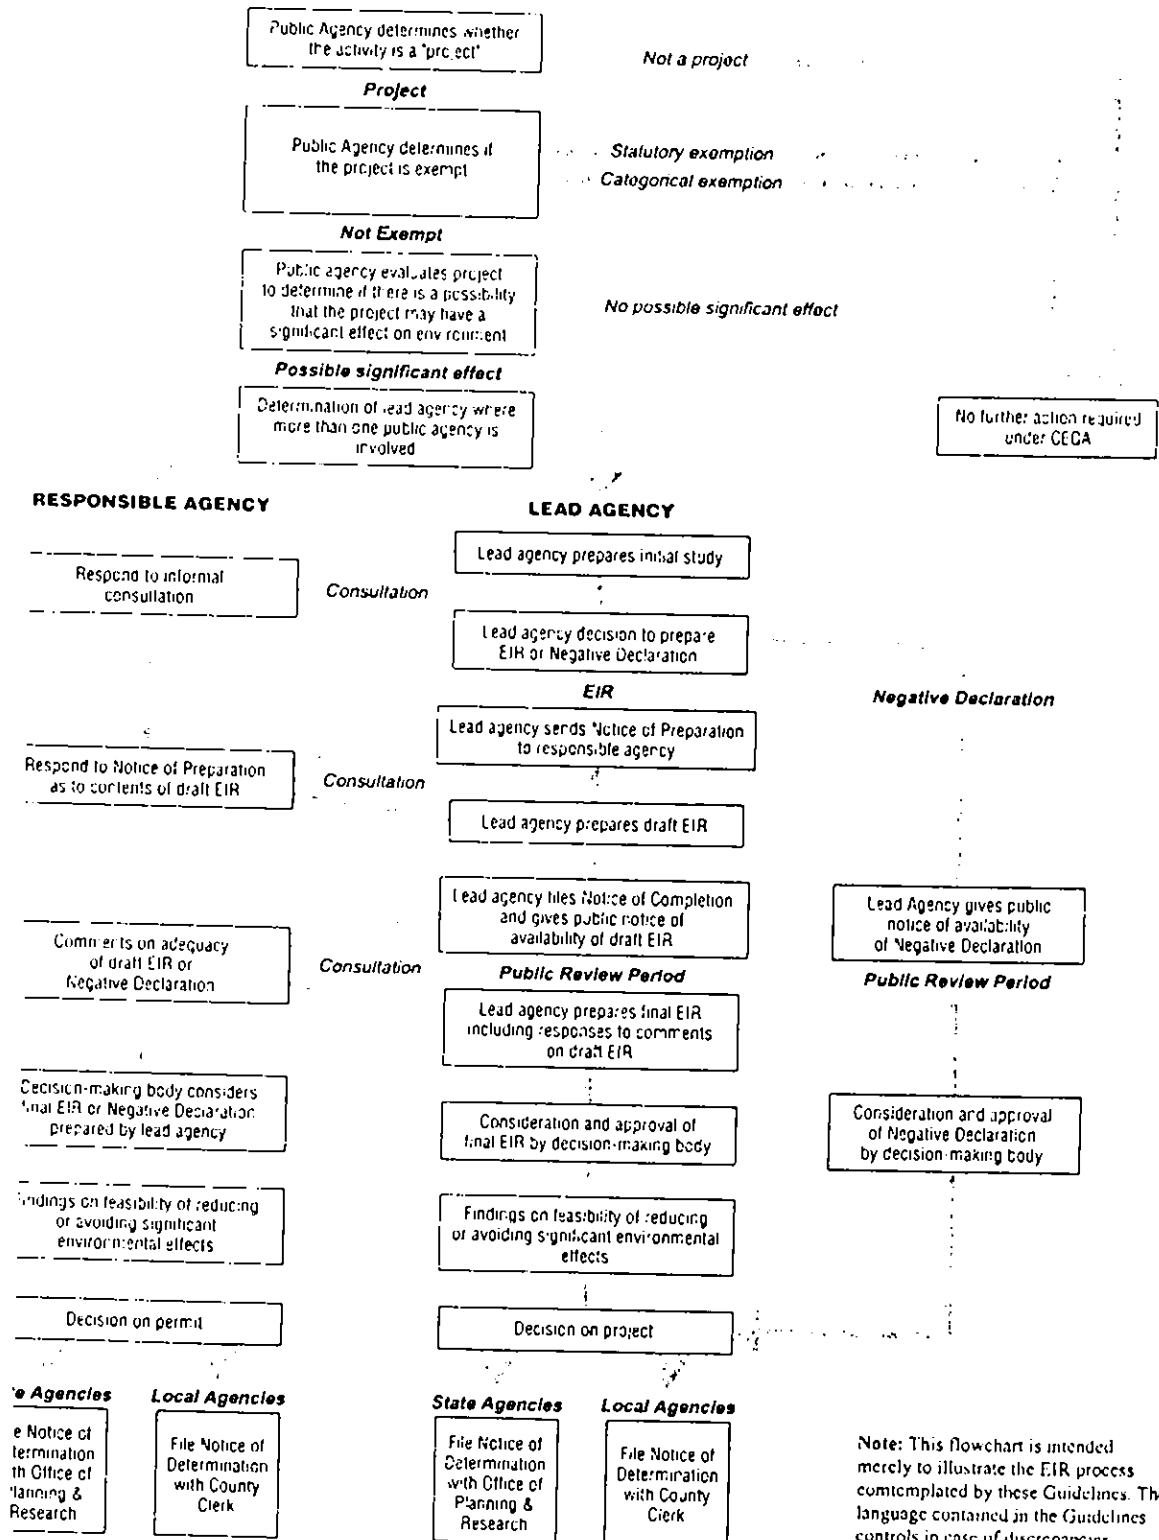 Public Agency determines whether
the activity is a "project"
Not a project
Project
Public Agency determines if
the project is exempt
Statutory exemption
Catogorical exemption
Not Exempt
Public agency evaluates project
to determine if there is a possibility
that the project may have a
significant effect on environment
No possible significant effect
Possible significant effect
Determination of lead agency where
more than one public agency is
involved
No further action required
under CEQA
RESPONSIBLE AGENCY
LEAD AGENCY
Lead agency prepares initial study
Respond to informal
consultation
Consultation
Lead agency decision to prepare
EIR or Negative Declaration
EIR
Negative Declaration
Lead agency sends Notice of Preparation
to responsible agency
Respond to Notice of Preparation
as to contents of draft EIR
Consultation
Lead agency prepares draft EIR
Lead agency files Notice of Completion
and gives public notice of
availability of draft EIR
Lead Agency gives public
notice of availability
of Negative Declaration
Comments on adequacy
of draft EIR or
Negative Declaration
Consultation
Public Review Period
Public Review Period
Lead agency prepares final EIR
including responses to comments
on draft EIR
Decision-making body considers
final EIR or Negative Declaration
prepared by lead agency
Consideration and approval of
final EIR by decision-making body
Consideration and approval
of Negative Declaration
by decision-making body
indings on feasibility of reducing
or avoiding significant
environmental effects
Findings on feasibility of reducing
or avoiding significant environmental
effects
Decision on permit
Decision on project
e Agencies
Local Agencies
State Agencies
Local Agencies
e Notice of
termination
th Office of
lanning &
Research
File Notice of
Determination
with County
Clerk
File Notice of
Determination
with Office of
Planning &
Research
File Notice of
Determination
with County
Clerk
Note: This flowchart is intended
merely to illustrate the EIR process
comtemplated by these Guidelines. Th
language contained in the Guidelines
controls in case of discrepancies